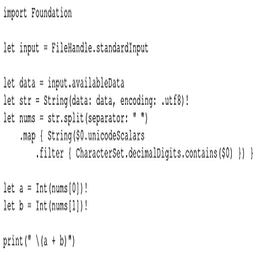 import Foundation
let input = FileHandle.standardInput
let data = input.availableData
let str = String(data: data, encoding: .utf8)!
let nums = str.split(separator: " ")
.map { String($0.unicodeScalars
.filter { CharacterSet.decimalDigits.contains($0) }) }
let a = Int(nums[0])!
let b = Int(nums[1])!
print(" \(a + b)")